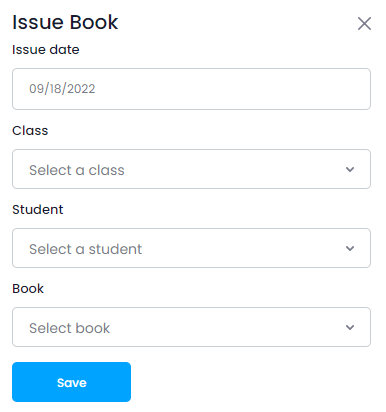 Issue Book
Issue date
09/18/2022
Class
Select a class
Student
Select a student
Book
Select book
Save